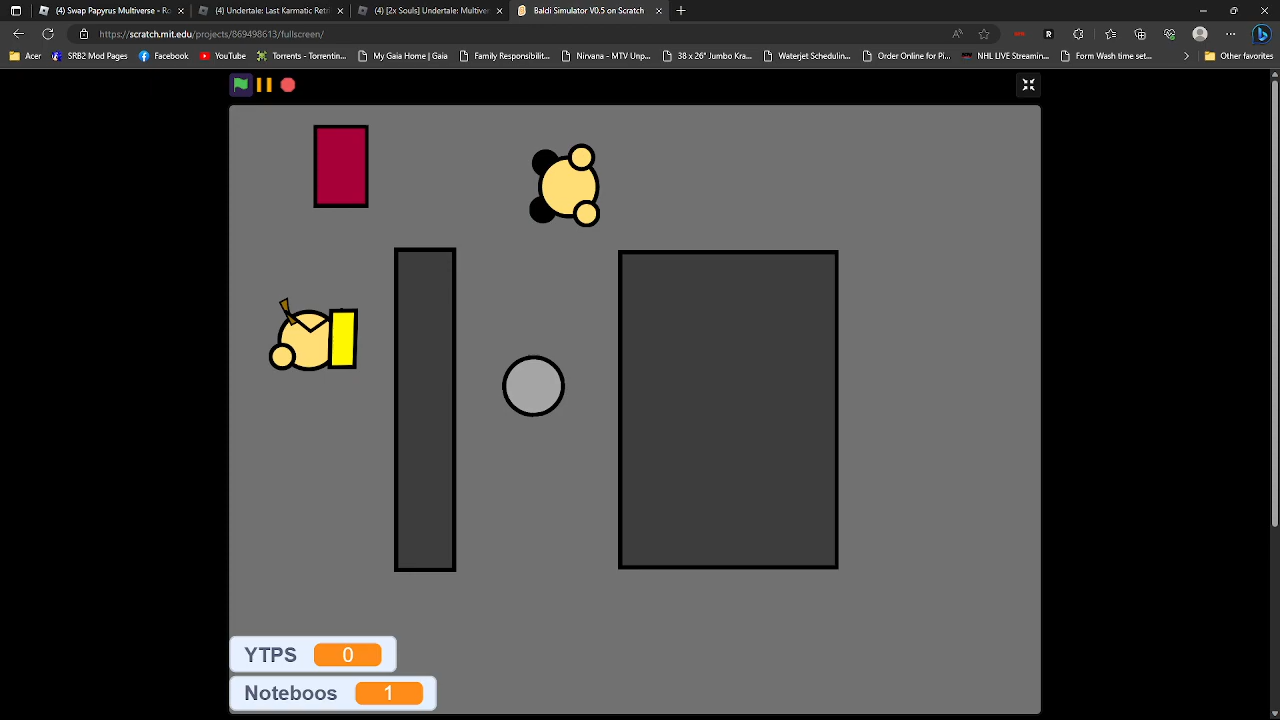 (4) Swap Papyrus Multiverse - Ro
(4) Undertale: Last Karmatic Retri
(4) [2x Souls] Undertale: Multiver
Baldi Simulator V0.5 on Scratch
https://scratch.mit.edu/projects/869498613/fullscreen/
Acer
SRB2 Mod Pages
Facebook
YouTube
Torrents - Torrentin...
My Gaia Home | Gaia
Family Responsibilit...
Nirvana - MTV Unp...
38 x 26" Jumbo Kra...
Waterjet Schedulin...
Order Online for Pi...
NHL LIVE Streamin...
Form Wash time set...
Other favorites
YTPS 0
Noteboos 1